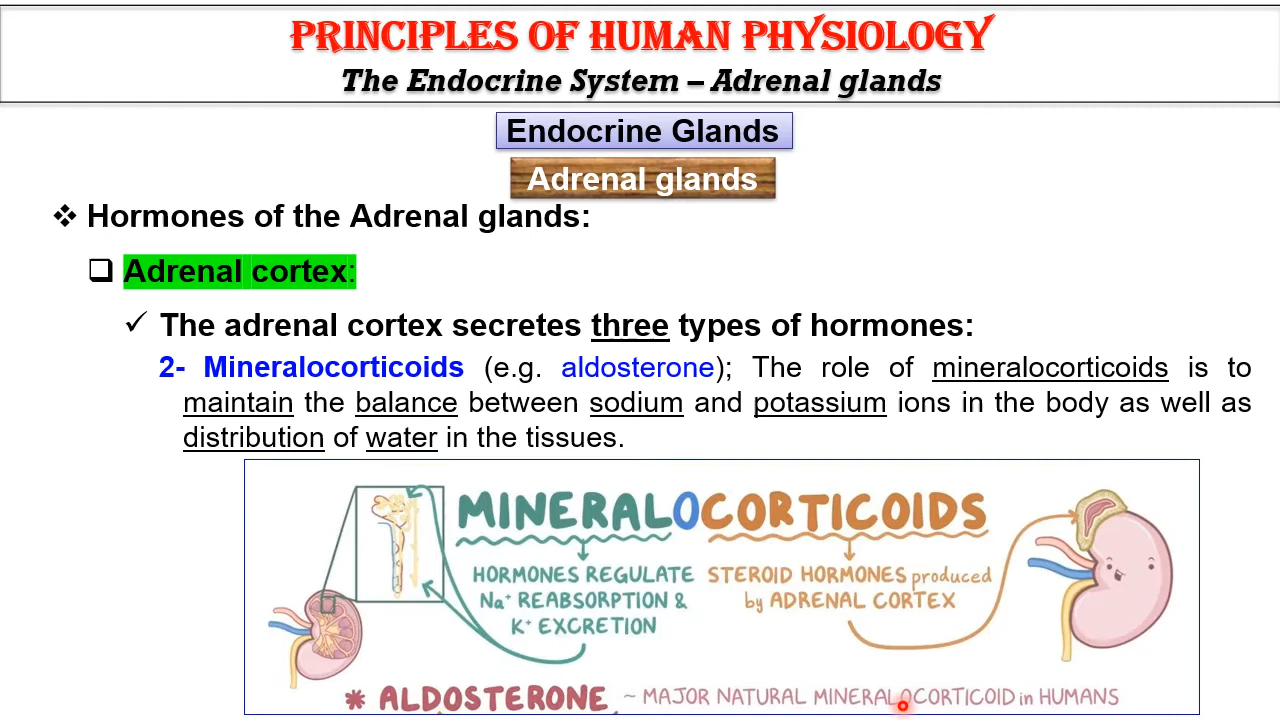 PRINCIPLES OF HUMAN PHYSIOLOGY
The Endocrine System – Adrenal glands
Endocrine Glands
Adrenal glands
❖ Hormones of the Adrenal glands:
❑ Adrenal cortex:
✓ The adrenal cortex secretes three types of hormones:
2- Mineralocorticoids (e.g. aldosterone); The role of mineralocorticoids is to
maintain the balance between sodium and potassium ions in the body as well as
distribution of water in the tissues.
MINERALOCORTICOIDS
HORMONES REGULATE
Na⁺ REABSORPTION &
K⁺ EXCRETION
STEROID HORMONES produced
by ADRENAL CORTEX
* ALDOSTERONE ~ MAJOR NATURAL MINERALOCORTICOID in HUMANS